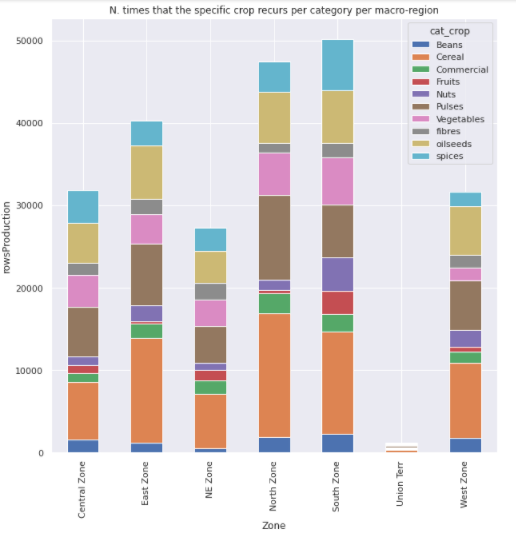 N. times that the specific crop recurs per category per macro-region
cat_crop
Beans
Cereal
Commercial
Fruits
Nuts
Pulses
Vegetables
fibres
oilseeds
spices
50000
40000
30000
20000
10000
0
rowsProduction
Central Zone
East Zone
NE Zone
North Zone
South Zone
Union Terr
West Zone
Zone